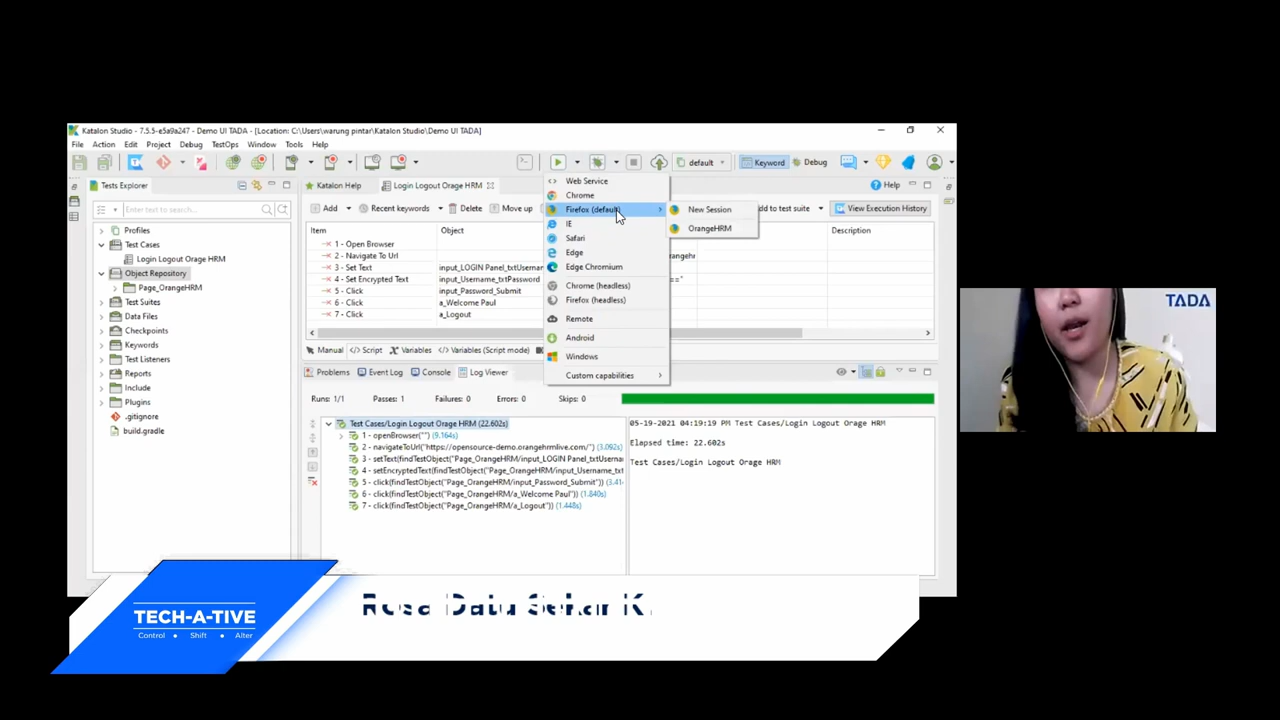 Katalon Studio - 7.5.5-e5a9a247 - Demo UI TADA - [Location: C:\Users\warung pintar\Katalon Studio\Demo UI TADA]
File Action Edit Project Debug TestOps Window Tools Help
default Keyword Debug
Tests Explorer
Enter text to search...
Profiles
Test Cases
Login Logout Orage HRM
Object Repository
Page_OrangeHRM
Test Suites
Data Files
Checkpoints
Keywords
Test Listeners
Reports
Include
Plugins
.gitignore
build.gradle
Katalon Help Login Logout Orage HRM Help
Add Recent keywords Delete Move up dd to test suite View Execution History
Item Object Description
1 - Open Browser
2 - Navigate To Url
3 - Set Text input_LOGIN Panel_txtUsernam
4 - Set Encrypted Text input_Username_txtPassword =="
5 - Click input_Password_Submit
6 - Click a_Welcome Paul
7 - Click a_Logout
Manual Script Variables Variables (Script mode)
Web Service
Chrome
Firefox (default)
IE
Safari
Edge
Edge Chromium
Chrome (headless)
Firefox (headless)
Remote
Android
Windows
Custom capabilities
New Session
OrangeHRM
Problems Event Log Console Log Viewer
Runs: 1/1 Passes: 1 Failures: 0 Errors: 0 Skips: 0
Test Cases/Login Logout Orage HRM (22.602s)
1 - openBrowser("") (9.164s)
2 - navigateToUrl("https://opensource-demo.orangehrmlive.com/") (3.092s)
3 - setText(findTestObject("Page_OrangeHRM/input_LOGIN Panel_txtUserna
4 - setEncryptedText(findTestObject("Page_OrangeHRM/input_Username_txt
5 - click(findTestObject("Page_OrangeHRM/input_Password_Submit")) (3.41
6 - click(findTestObject("Page_OrangeHRM/a_Welcome Paul")) (1.840s)
7 - click(findTestObject("Page_OrangeHRM/a_Logout")) (1.448s)
05-19-2021 04:19:19 PM Test Cases/Login Logout Orage HRM
Elapsed time: 22.602s
Test Cases/Login Logout Orage HRM
TADA
TECH-A-TIVE
Control • Shift • Alter
Rosa Datu Sekar K.